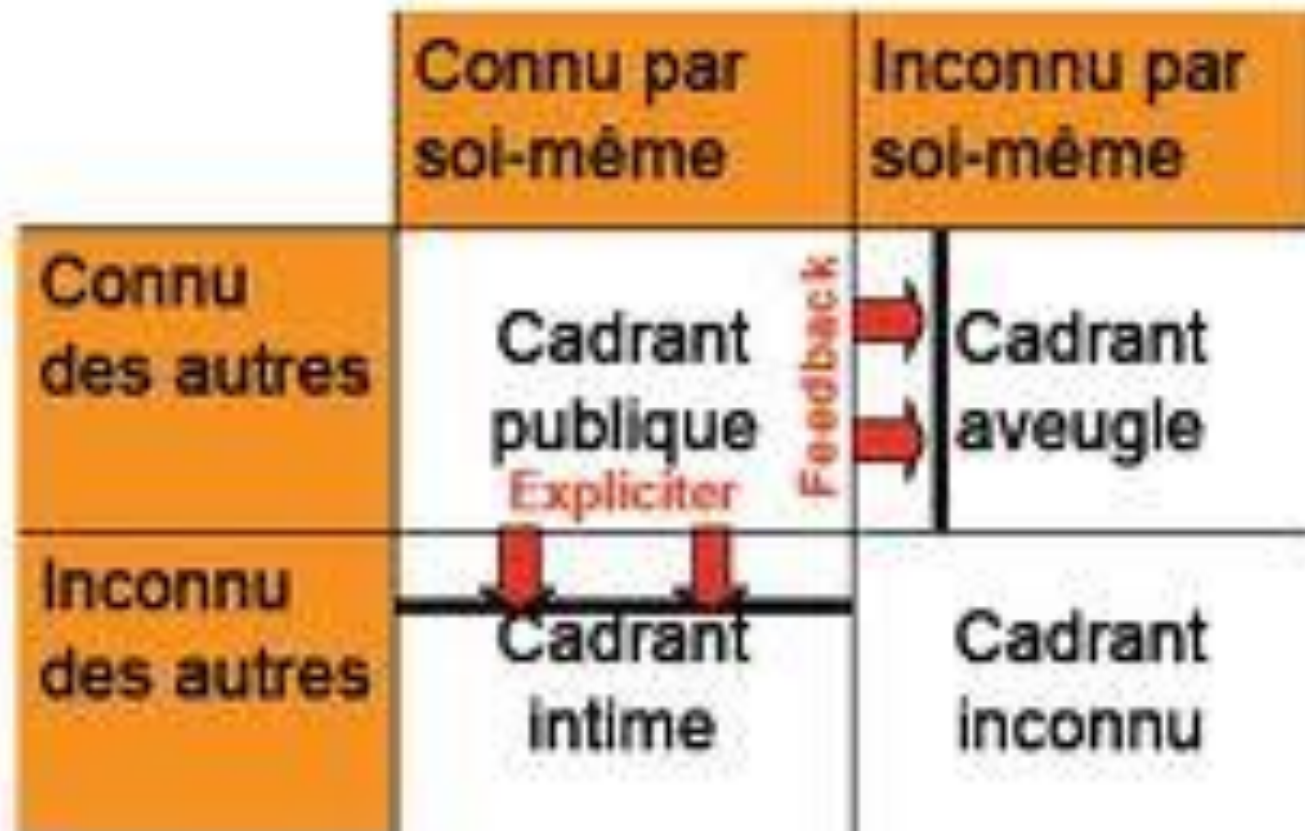 Connu par
soi-même
Inconnu par
soi-même
Connu
des autres
Cadrant
publique
Expliciter
Feedback
Cadrant
aveugle
Inconnu
des autres
Cadrant
intime
Cadrant
inconnu